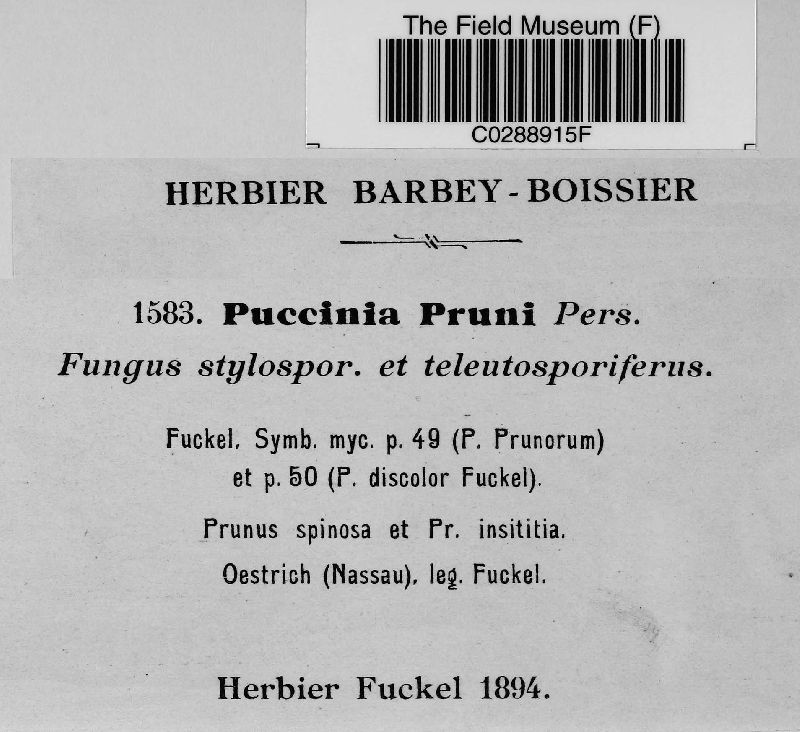 The Field Museum (F)
C0288915F
HERBIER BARBEY-BOISSIER
1583. Puccinia Pruni Pers.
Fungus stylospor. et teleutosporiferus.
Fuckel. Symb. myc. p. 49 (P. Prunorum)
et p. 50 (P. discolor Fuckel).
Prunus spinosa et Pr. insititia.
Oestrich (Nassau), leg. Fuckel.
Herbier Fuckel 1894.